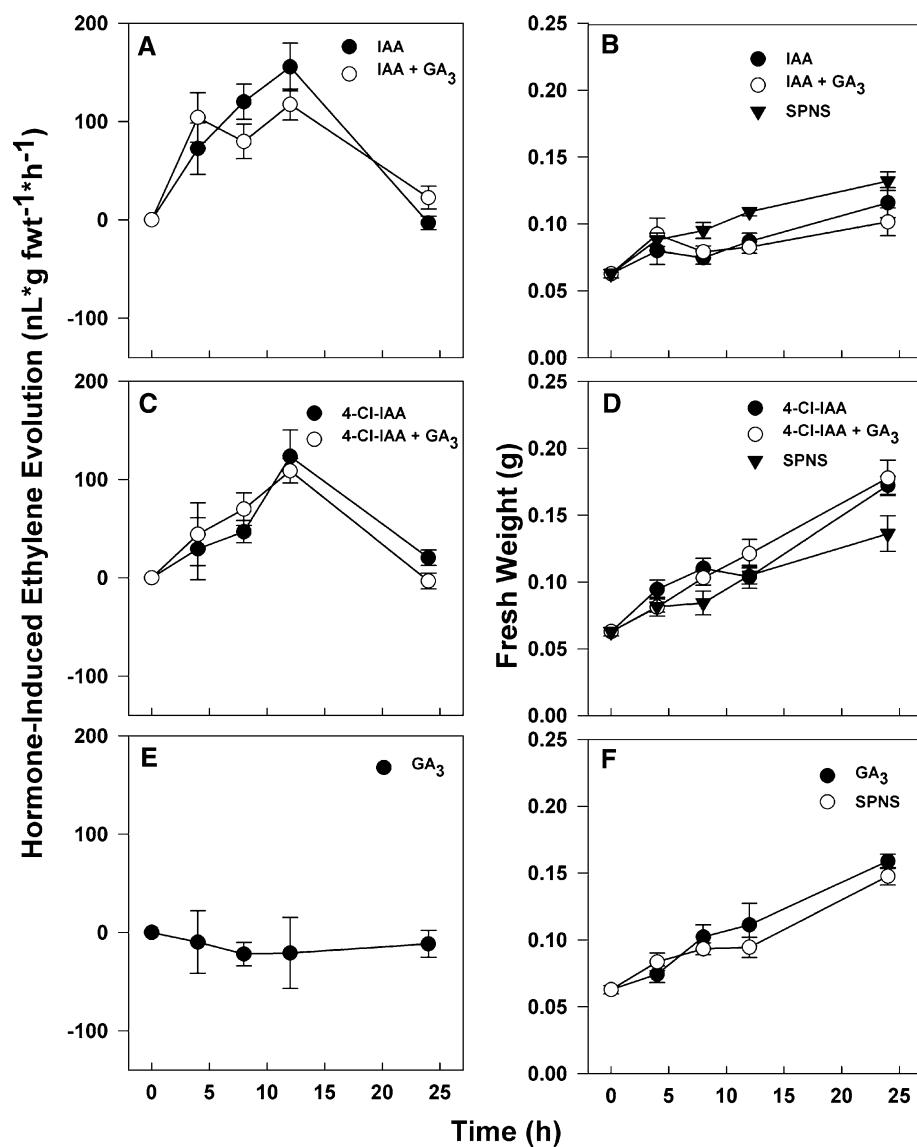 Hormone-Induced Ethylene Evolution (nL*g fwt-1*h-1)
A
IAA
IAA + GA3
200
100
0
-100
B
IAA
IAA + GA3
SPNS
0.25
0.20
0.15
0.10
0.05
0.00
C
4-Cl-IAA
4-Cl-IAA + GA3
200
100
0
-100
Fresh Weight (g)
D
4-Cl-IAA
4-Cl-IAA + GA3
SPNS
0.25
0.20
0.15
0.10
0.05
0.00
E
GA3
200
100
0
-100
0 5 10 15 20 25
F
GA3
SPNS
0.25
0.20
0.15
0.10
0.05
0.00
0 5 10 15 20 25
Time (h)